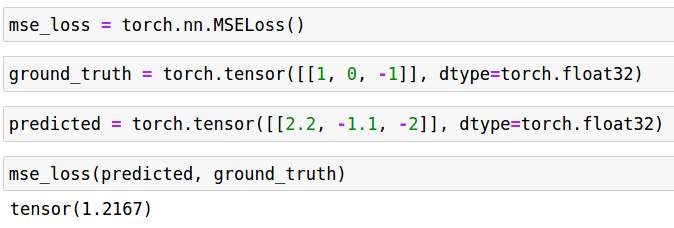 mse_loss = torch.nn.MSELoss()
ground_truth = torch.tensor([[1, 0, -1]], dtype=torch.float32)
predicted = torch.tensor([[2.2, -1.1, -2]], dtype=torch.float32)
mse_loss(predicted, ground_truth)
tensor(1.2167)